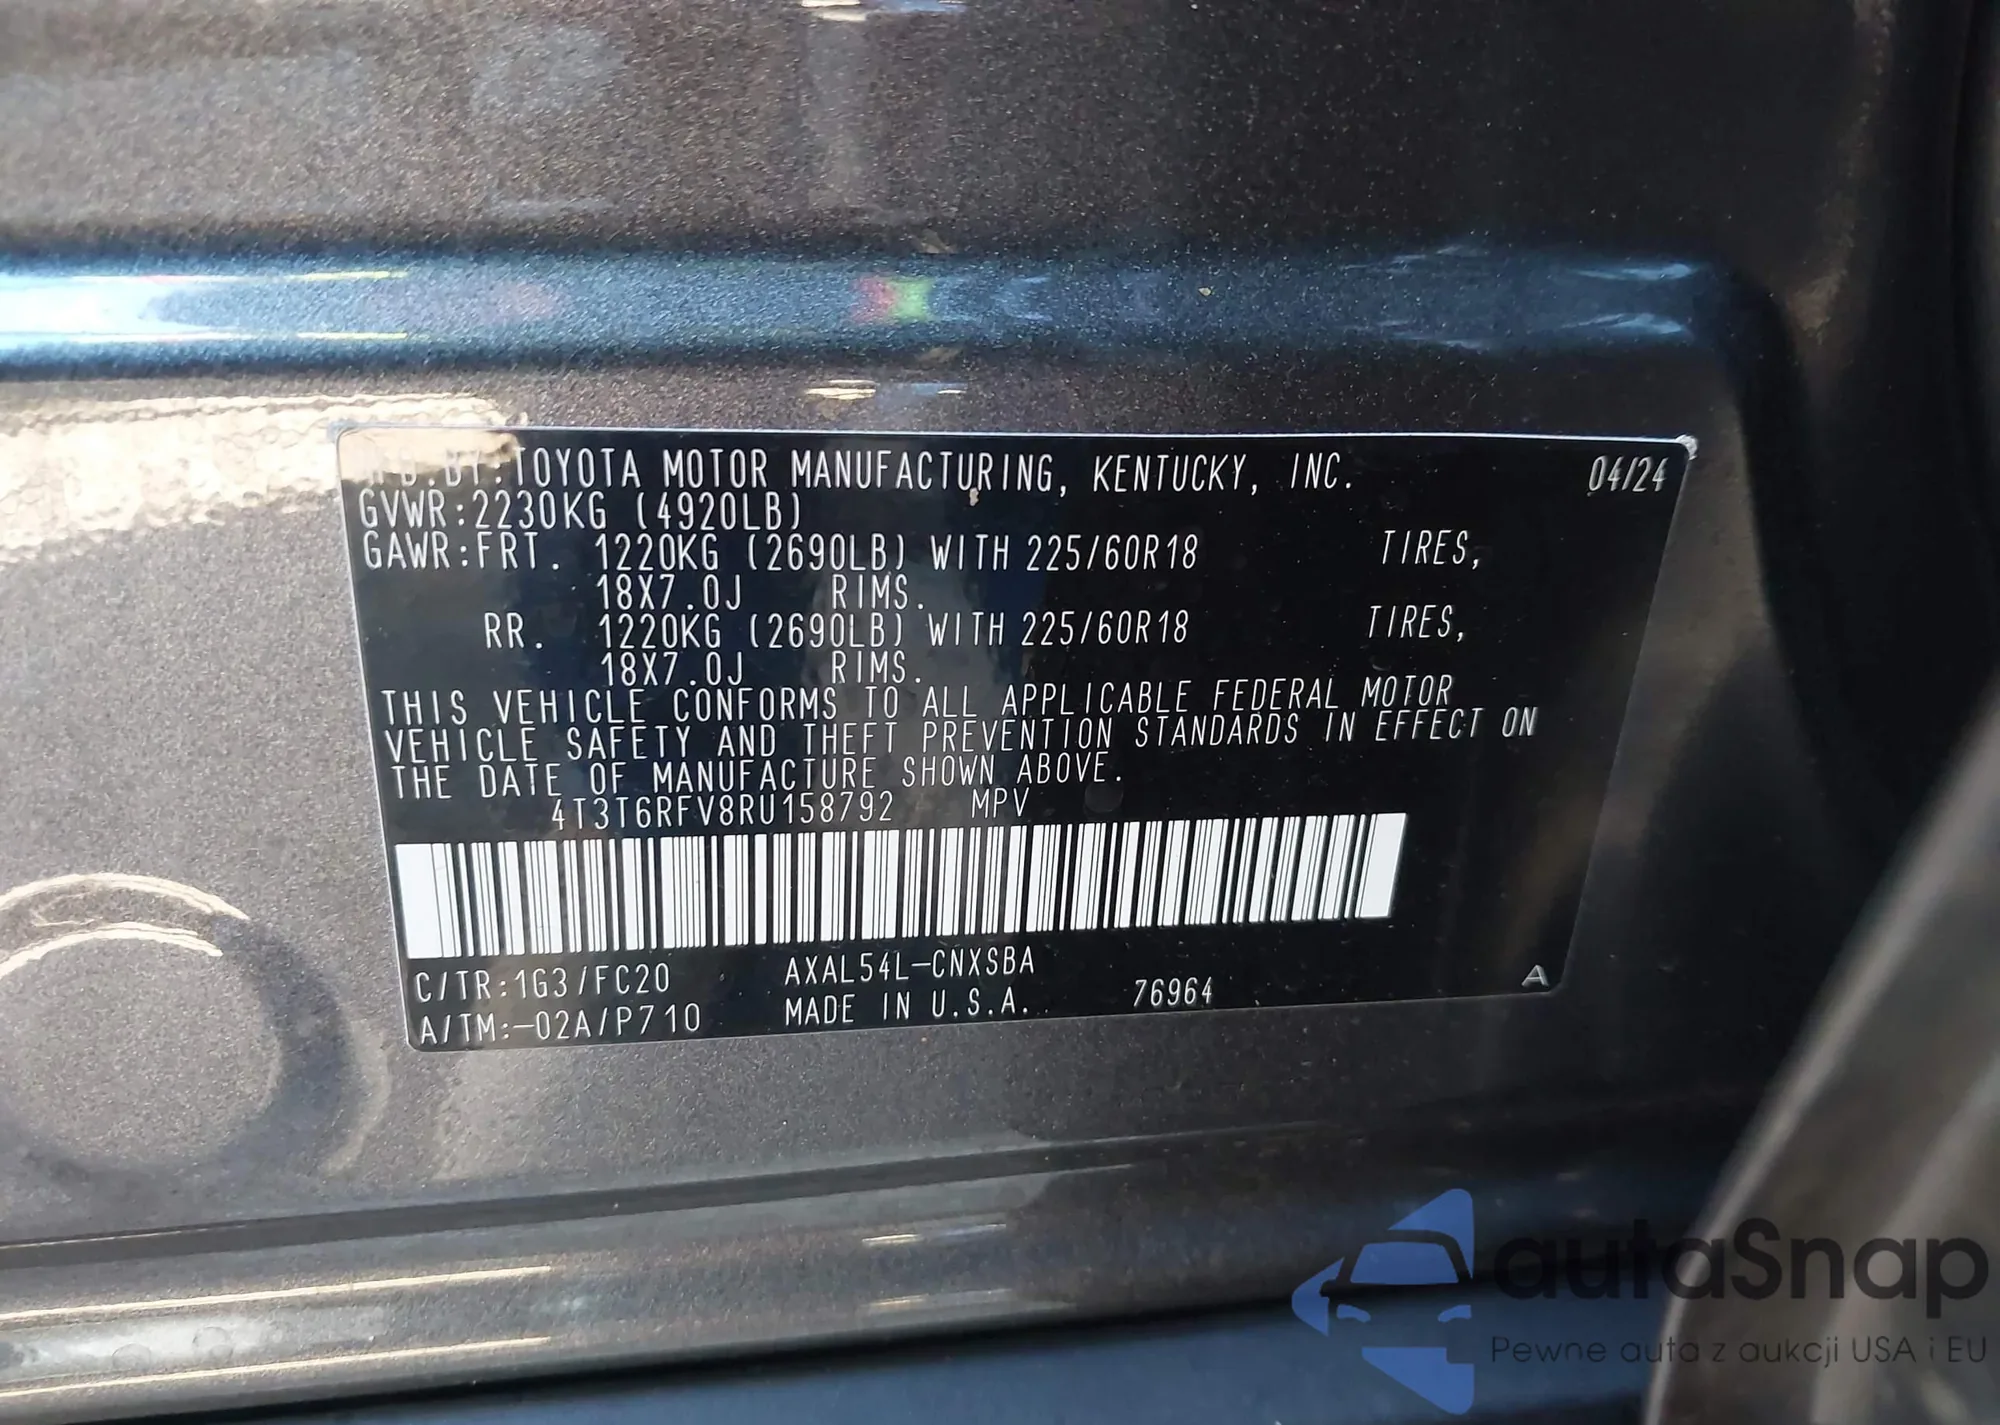 MFD.BY:TOYOTA MOTOR MANUFACTURING, KENTUCKY, INC. 04/24
GVWR:2230KG (4920LB)
GAWR:FRT. 1220KG (2690LB) WITH 225/60R18 TIRES,
18X7.0J RIMS.
RR. 1220KG (2690LB) WITH 225/60R18 TIRES,
18X7.0J RIMS.
THIS VEHICLE CONFORMS TO ALL APPLICABLE FEDERAL MOTOR
VEHICLE SAFETY AND THEFT PREVENTION STANDARDS IN EFFECT ON
THE DATE OF MANUFACTURE SHOWN ABOVE.
4T3T6RFV8RU158792 MPV
C/TR:1G3/FC20 AXAL54L-CNXSBA
A/TM:-02A/P710 MADE IN U.S.A. 76964 A
autaSnap
Pewne auta z aukcji USA i EU